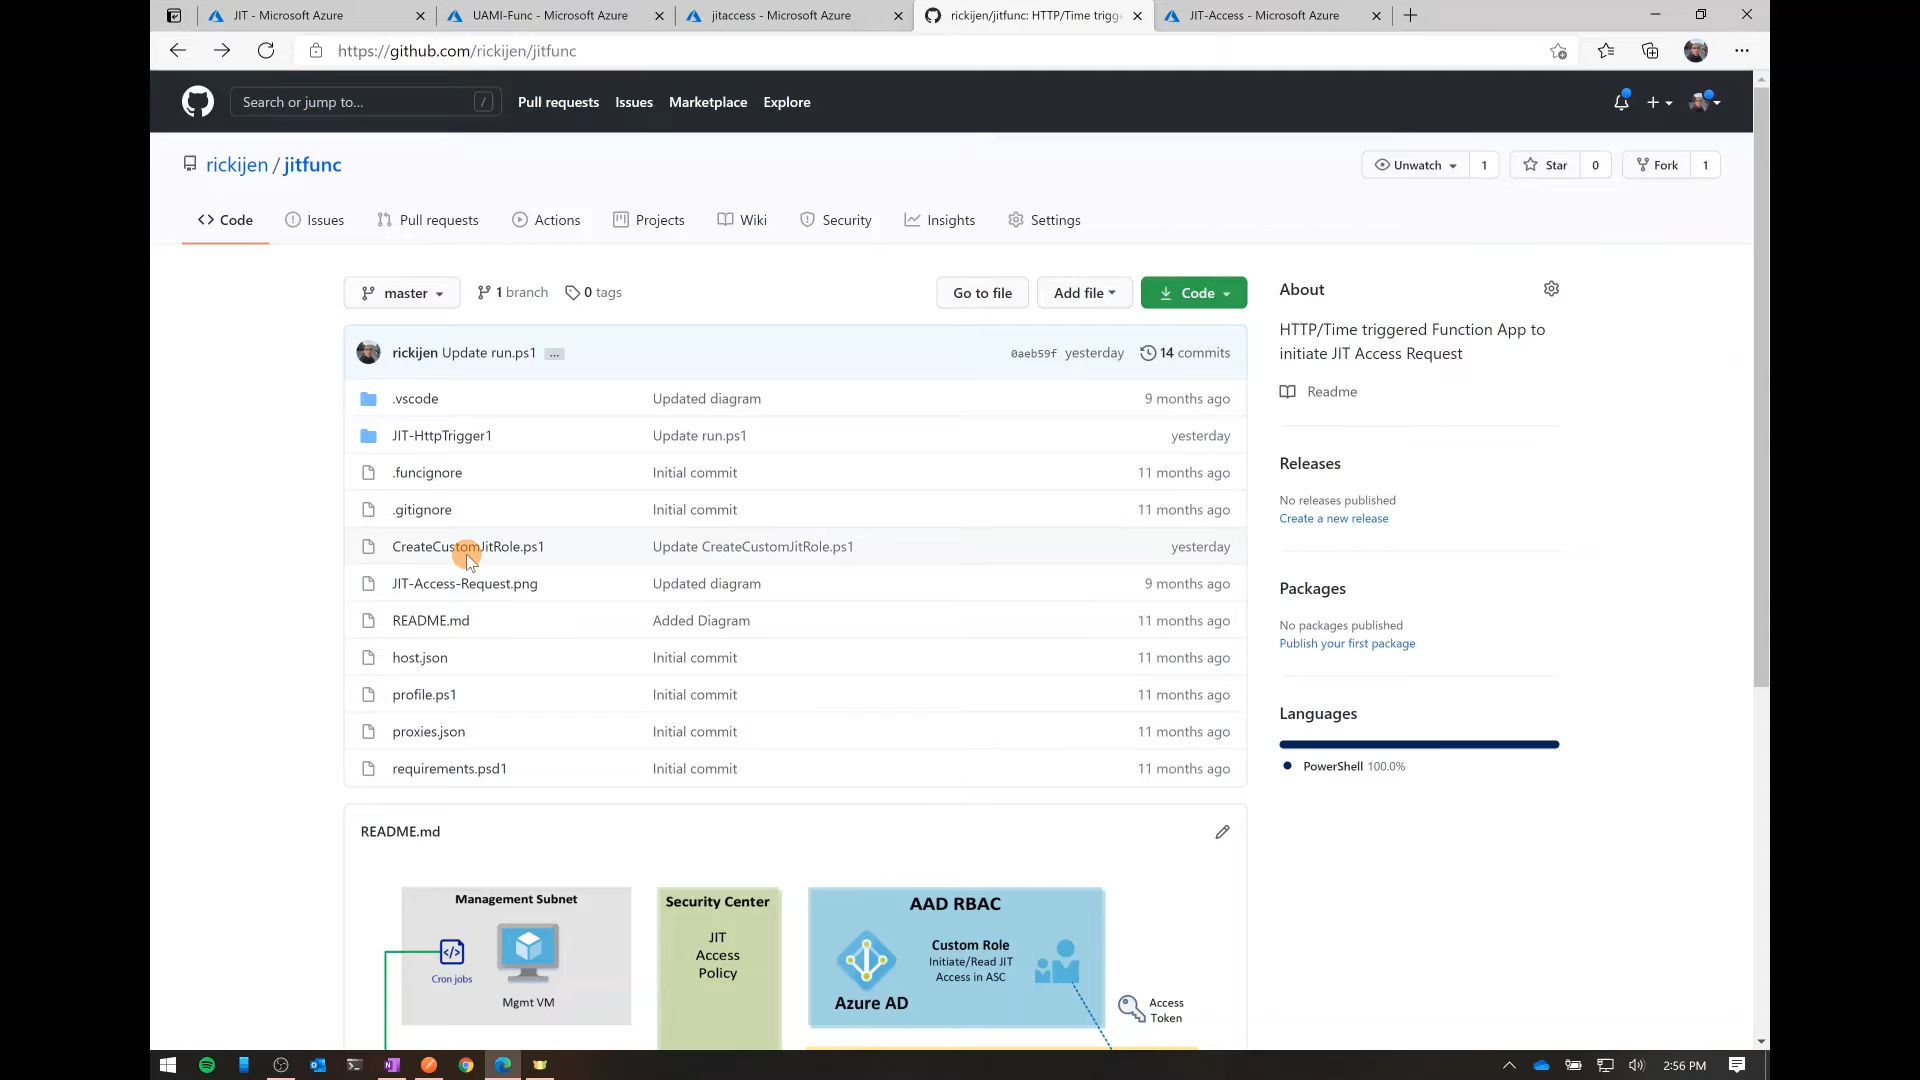 JIT - Microsoft Azure
UAMI-Func - Microsoft Azure
jitaccess - Microsoft Azure
rickijen/jitfunc: HTTP/Time trigge
JIT-Access - Microsoft Azure
https://github.com/rickijen/jitfunc
Search or jump to...
/
Pull requests
Issues
Marketplace
Explore
rickijen / jitfunc
Unwatch
1
Star
0
Fork
1
Code
Issues
Pull requests
Actions
Projects
Wiki
Security
Insights
Settings
master
1 branch
0 tags
Go to file
Add file
Code
rickijen Update run.ps1 ...
0aeb59f yesterday
14 commits
.vscode
Updated diagram
9 months ago
JIT-HttpTrigger1
Update run.ps1
yesterday
.funcignore
Initial commit
11 months ago
.gitignore
Initial commit
11 months ago
CreateCustomJitRole.ps1
Update CreateCustomJitRole.ps1
yesterday
JIT-Access-Request.png
Updated diagram
9 months ago
README.md
Added Diagram
11 months ago
host.json
Initial commit
11 months ago
profile.ps1
Initial commit
11 months ago
proxies.json
Initial commit
11 months ago
requirements.psd1
Initial commit
11 months ago
About
HTTP/Time triggered Function App to
initiate JIT Access Request
Readme
Releases
No releases published
Create a new release
Packages
No packages published
Publish your first package
Languages
PowerShell 100.0%
README.md
Management Subnet
Cron jobs
Mgmt VM
Security Center
JIT
Access
Policy
AAD RBAC
Custom Role
Initiate/Read JIT
Access in ASC
Azure AD
Access
Token
2:56 PM